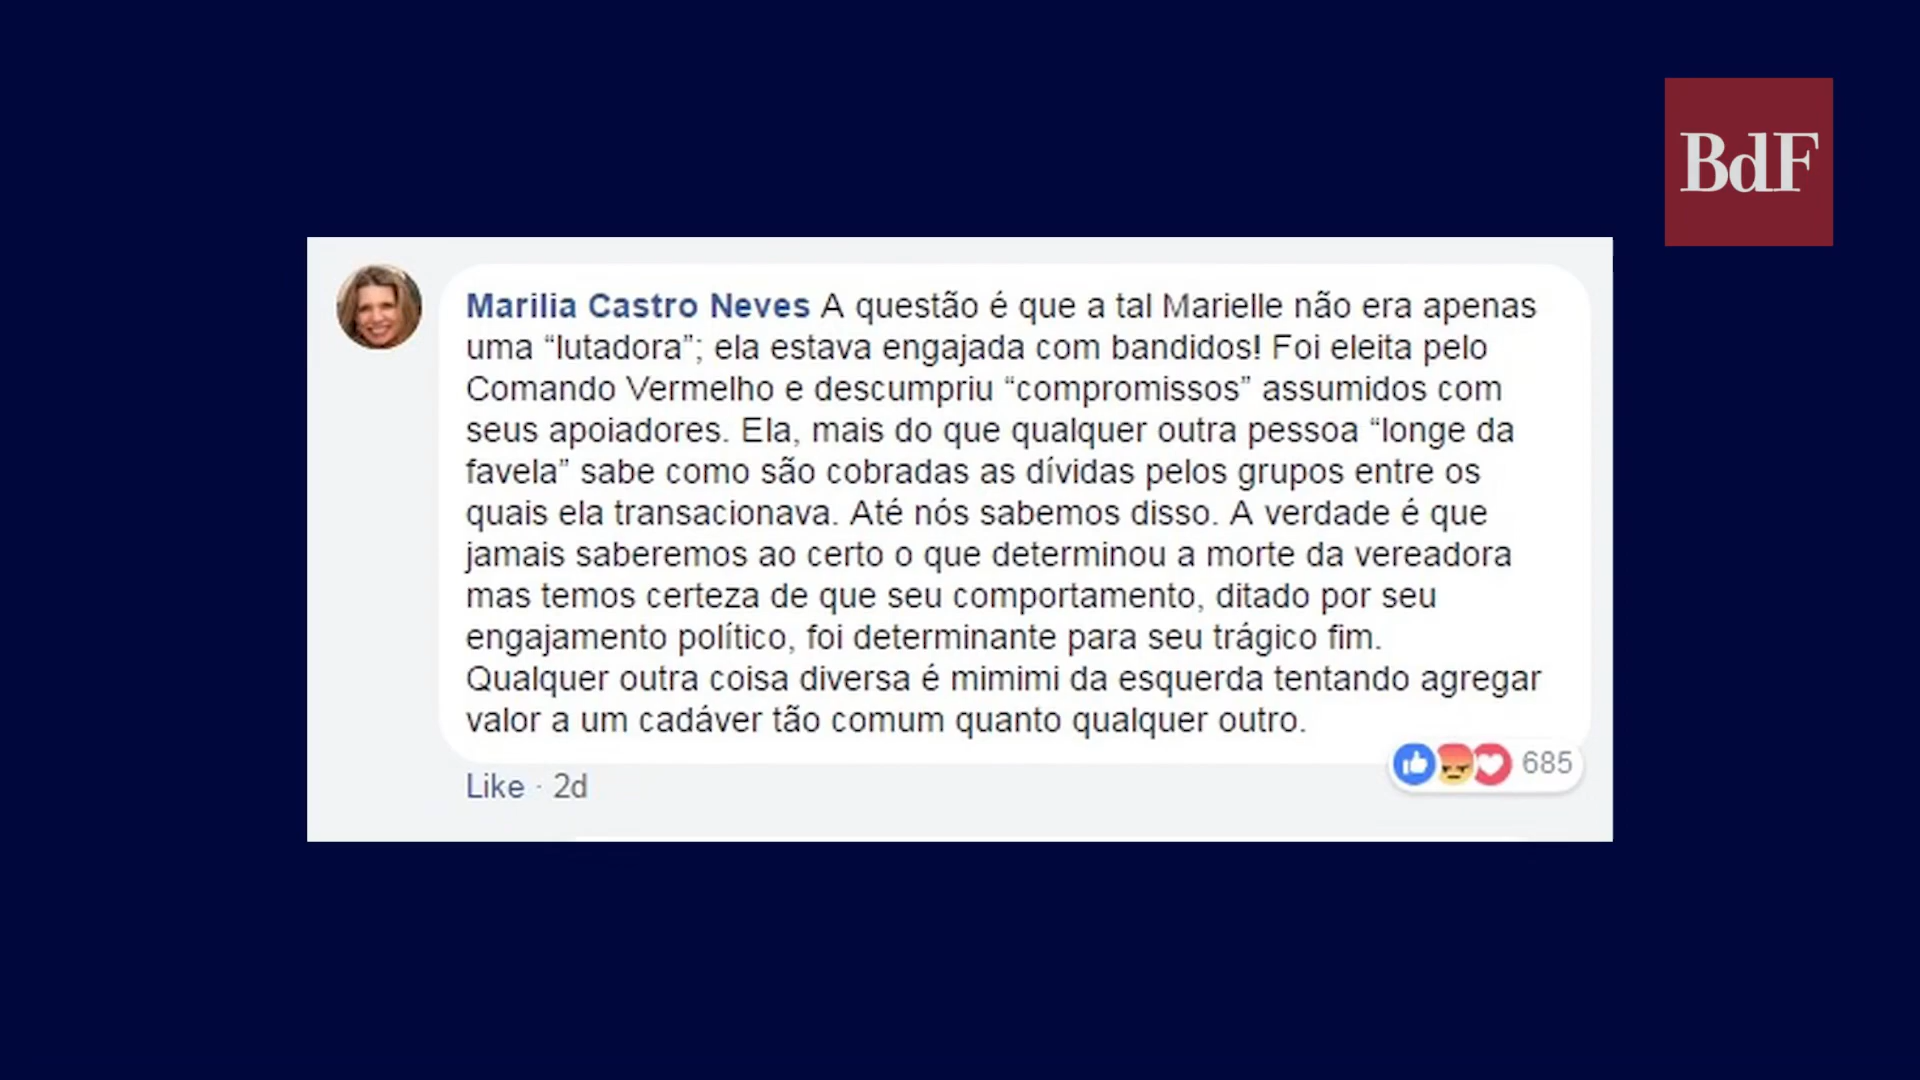 BdF
Marilia Castro Neves A questão é que a tal Marielle não era apenas
uma “lutadora”; ela estava engajada com bandidos! Foi eleita pelo
Comando Vermelho e descumpriu “compromissos” assumidos com
seus apoiadores. Ela, mais do que qualquer outra pessoa “longe da
favela” sabe como são cobradas as dívidas pelos grupos entre os
quais ela transacionava. Até nós sabemos disso. A verdade é que
jamais saberemos ao certo o que determinou a morte da vereadora
mas temos certeza de que seu comportamento, ditado por seu
engajamento político, foi determinante para seu trágico fim.
Qualquer outra coisa diversa é mimimi da esquerda tentando agregar
valor a um cadáver tão comum quanto qualquer outro.
685
Like · 2d